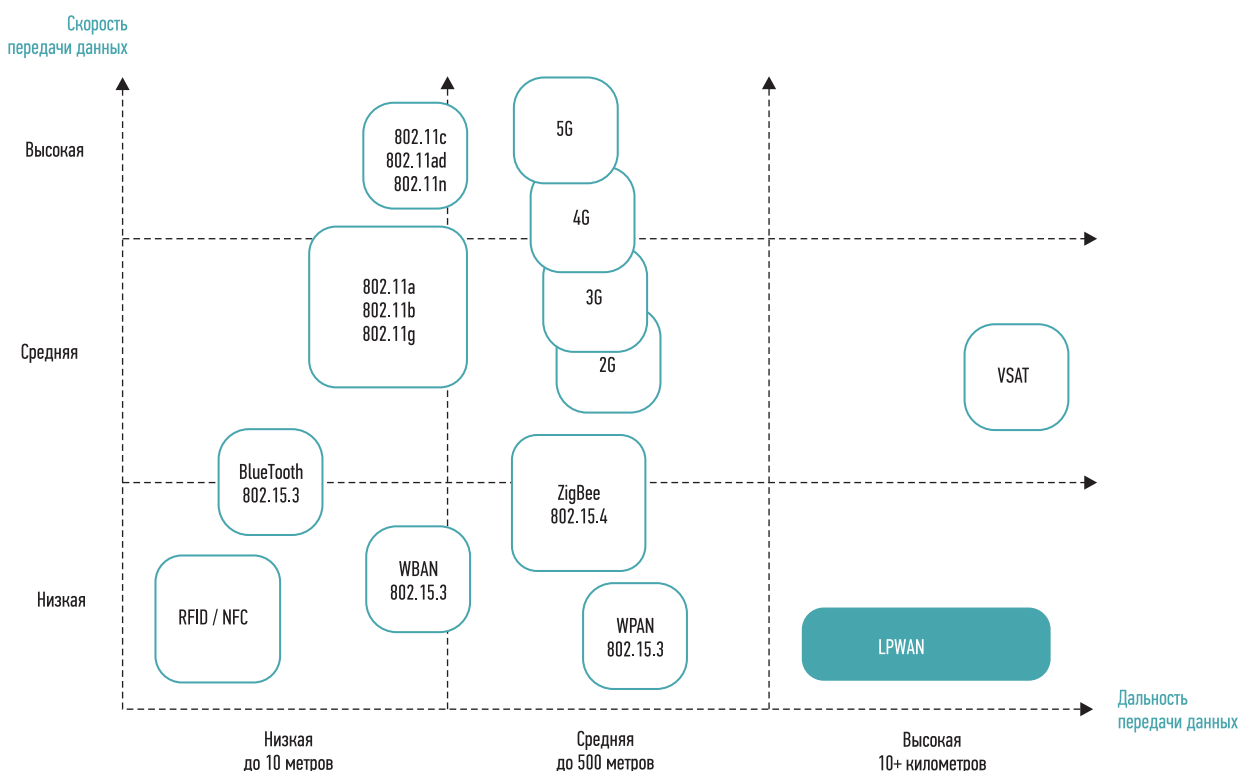 Скорость
передачи данных
Высокая
802.11c
802.11ad
802.11n
5G
4G
802.11a
802.11b
802.11g
3G
Средняя
2G
VSAT
BlueTooth
802.15.3
ZigBee
802.15.4
WBAN
802.15.3
Низкая
RFID / NFC
WPAN
802.15.3
LPWAN
Дальность
передачи данных
Низкая
до 10 метров
Средняя
до 500 метров
Высокая
10+ километров